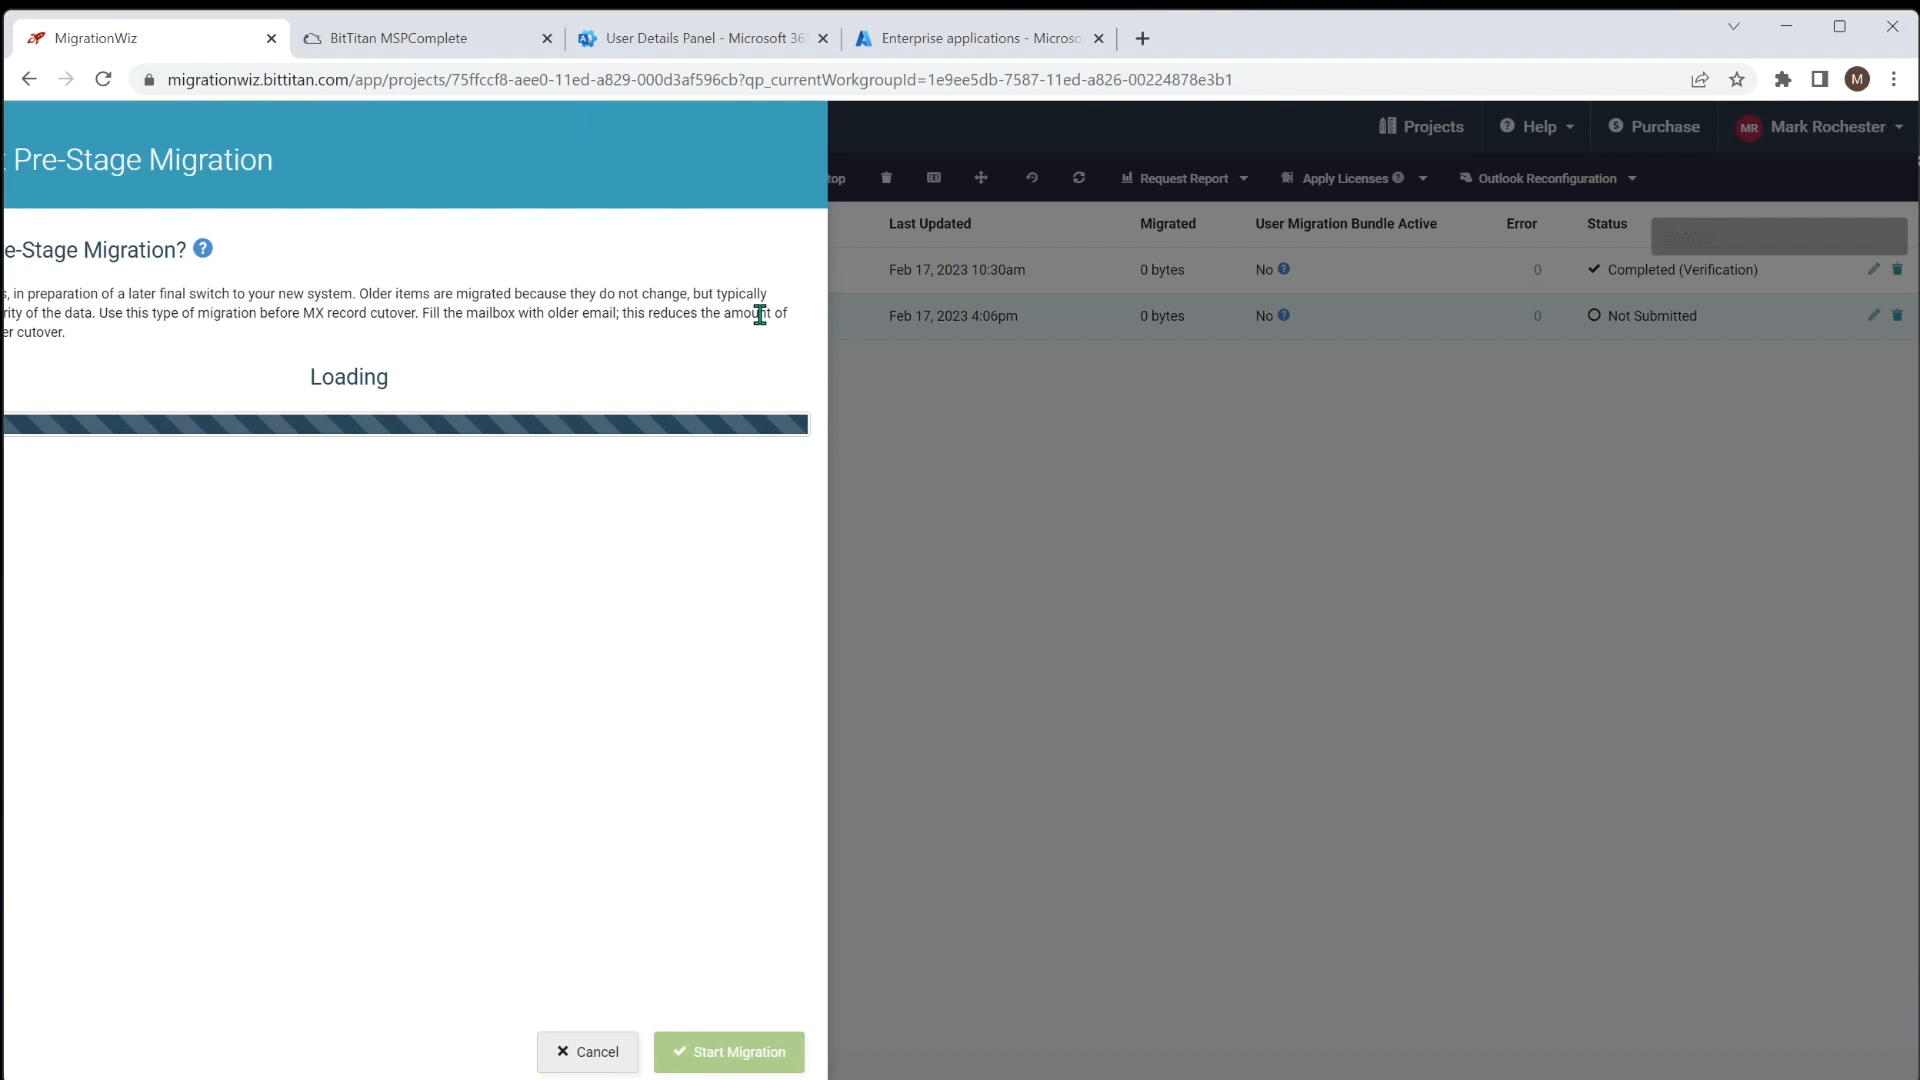 MigrationWiz
BitTitan MSPComplete
User Details Panel - Microsoft 36
Enterprise applications - Micros
migrationwiz.bittitan.com/app/projects/75ffccf8-aee0-11ed-a829-000d3af596cb?qp_currentWorkgroupId=1e9ee5db-7587-11ed-a826-00224878e3b1
M
Pre-Stage Migration
Projects
? Help
$ Purchase
MR Mark Rochester
top
Request Report
Apply Licenses ?
Outlook Reconfiguration
Last Updated Migrated User Migration Bundle Active Error Status
Search
Feb 17, 2023 10:30am 0 bytes No ? 0 Completed (Verification)
Feb 17, 2023 4:06pm 0 bytes No ? 0 Not Submitted
e-Stage Migration? ?
s, in preparation of a later final switch to your new system. Older items are migrated because they do not change, but typically
rity of the data. Use this type of migration before MX record cutover. Fill the mailbox with older email; this reduces the amount of
er cutover.
Loading
Cancel
Start Migration